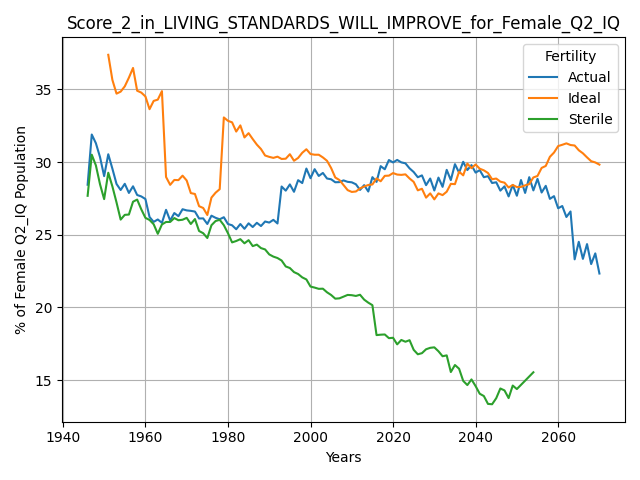 Score_2_in_LIVING_STANDARDS_WILL_IMPROVE_for_Female_Q2_IQ
Fertility
Actual
Ideal
Sterile
% of Female Q2_IQ Population
35
30
25
20
15
1940 1960 1980 2000 2020 2040 2060
Years